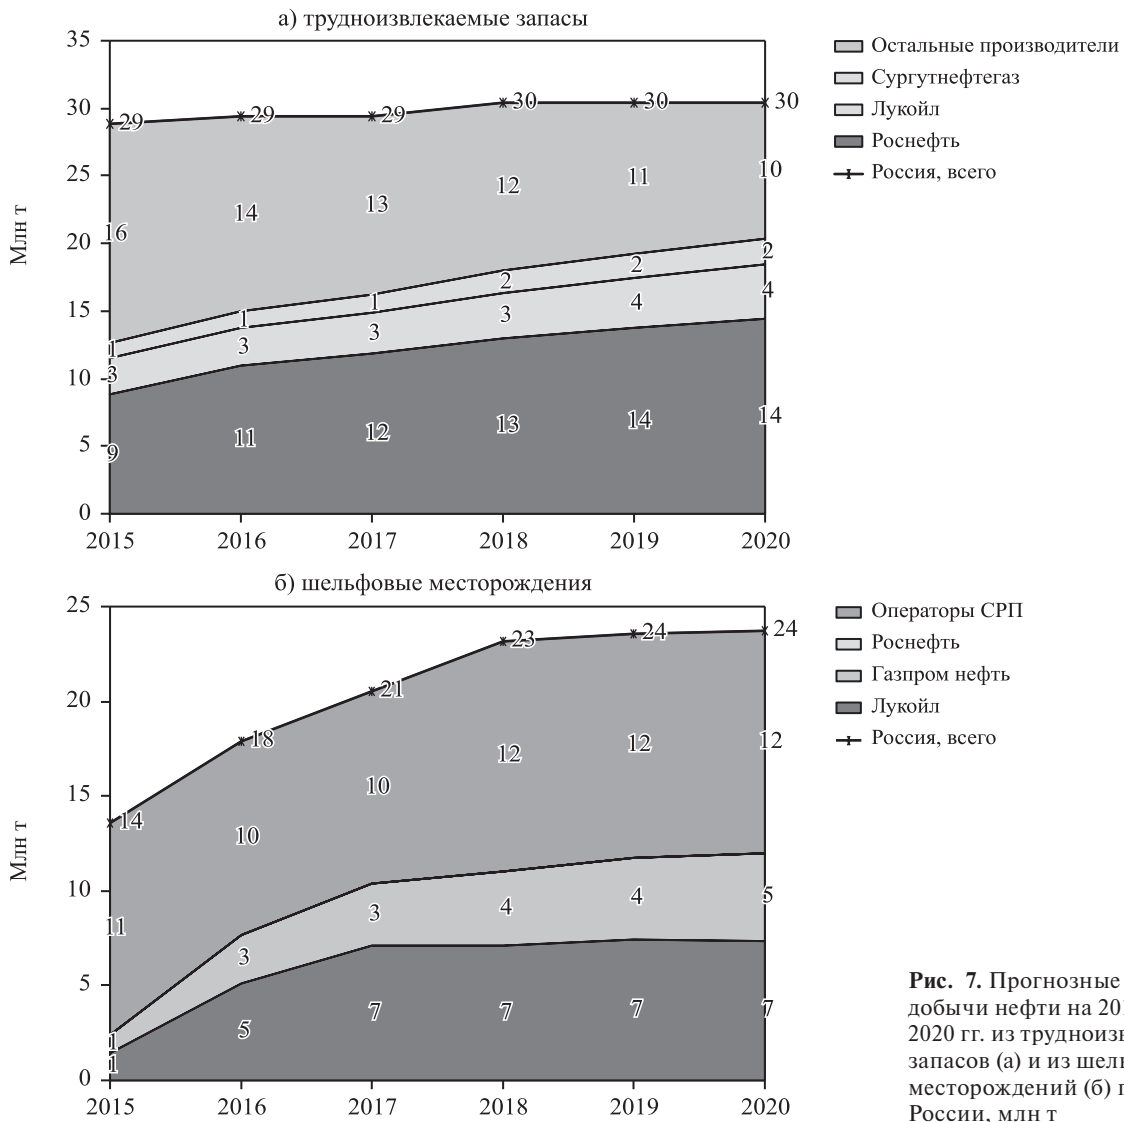 а) трудноизвлекаемые запасы
Млн т
35
30
25
20
15
10
5
0
29 29 29 30 30 30
16 14 13 12 11 10
1 1 1 2 2 2
3 3 3 3 4 4
9 11 12 13 14 14
2015 2016 2017 2018 2019 2020
Остальные производители
Сургутнефтегаз
Лукойл
Роснефть
Россия, всего
б) шельфовые месторождения
Млн т
25
20
15
10
5
0
14 18 21 23 24 24
11 10 10 12 12 12
1 3 3 4 4 5
1 5 7 7 7 7
2015 2016 2017 2018 2019 2020
Операторы СРП
Роснефть
Газпром нефть
Лукойл
Россия, всего
Рис. 7. Прогнозные
добычи нефти на
2020 гг. из
запасов (а) и из
месторождений (б)
России, млн т